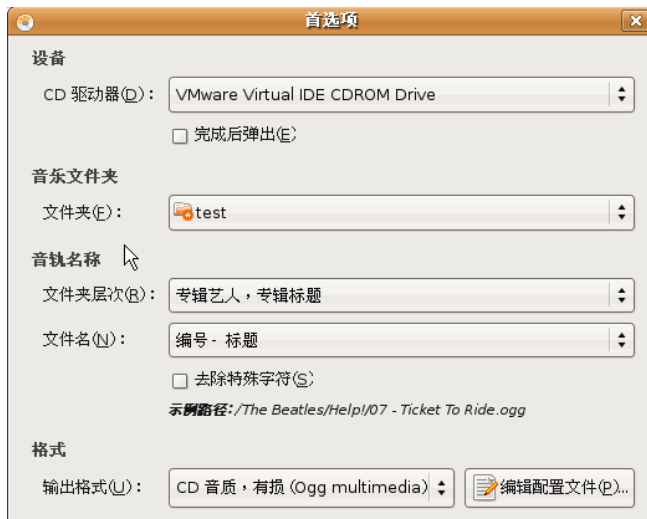 首选项
设备
CD 驱动器(D)： VMware Virtual IDE CDROM Drive
完成后弹出(E)
音乐文件夹
文件夹(F)： test
音轨名称
文件夹层次(R)： 专辑艺人，专辑标题
文件名(N)： 编号 - 标题
去除特殊字符(S)
示例路径：/The Beatles/Help!/07 - Ticket To Ride.ogg
格式
输出格式(U)： CD 音质，有损 (Ogg multimedia) 编辑配置文件(P)...